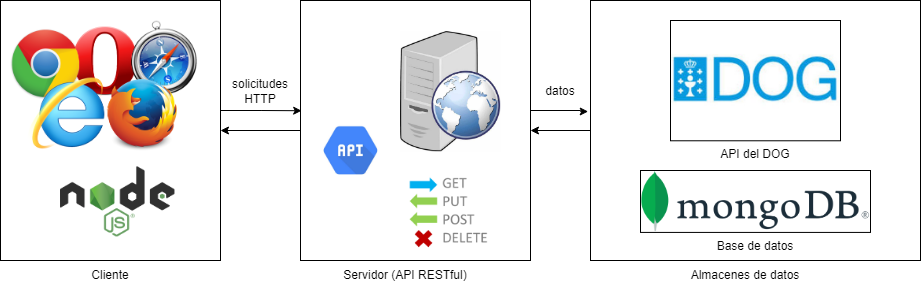 solicitudes
HTTP
node
JS
®
API
GET
PUT
POST
DELETE
datos
DOG
API del DOG
mongoDB®
Base de datos
Cliente
Servidor (API RESTful)
Almacenes de datos